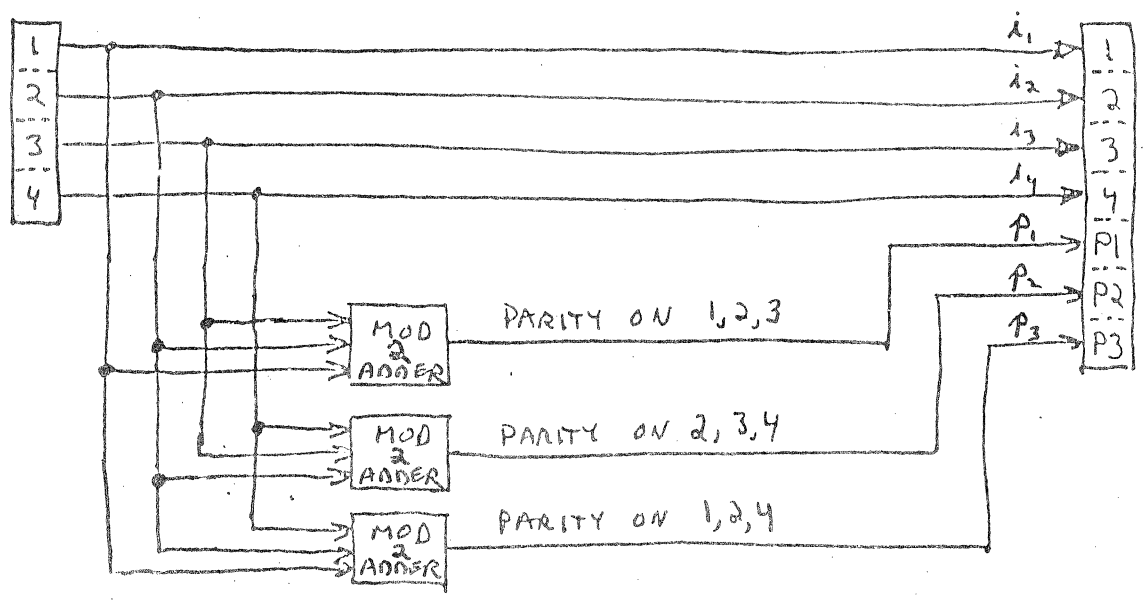 1
2
3
4
i1
i2
i3
i4
P1
P2
P3
1
2
3
4
P1
P2
P3
MOD
2
ADDER
PARITY ON 1,2,3
MOD
2
ADDER
PARITY ON 2,3,4
MOD
2
ADDER
PARITY ON 1,2,4